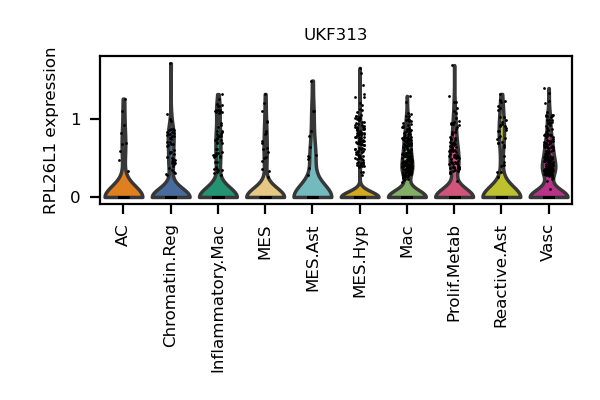 UKF313
RPL26L1 expression
1
0
AC
Chromatin.Reg
Inflammatory.Mac
MES
MES.Ast
MES.Hyp
Mac
Prolif.Metab
Reactive.Ast
Vasc